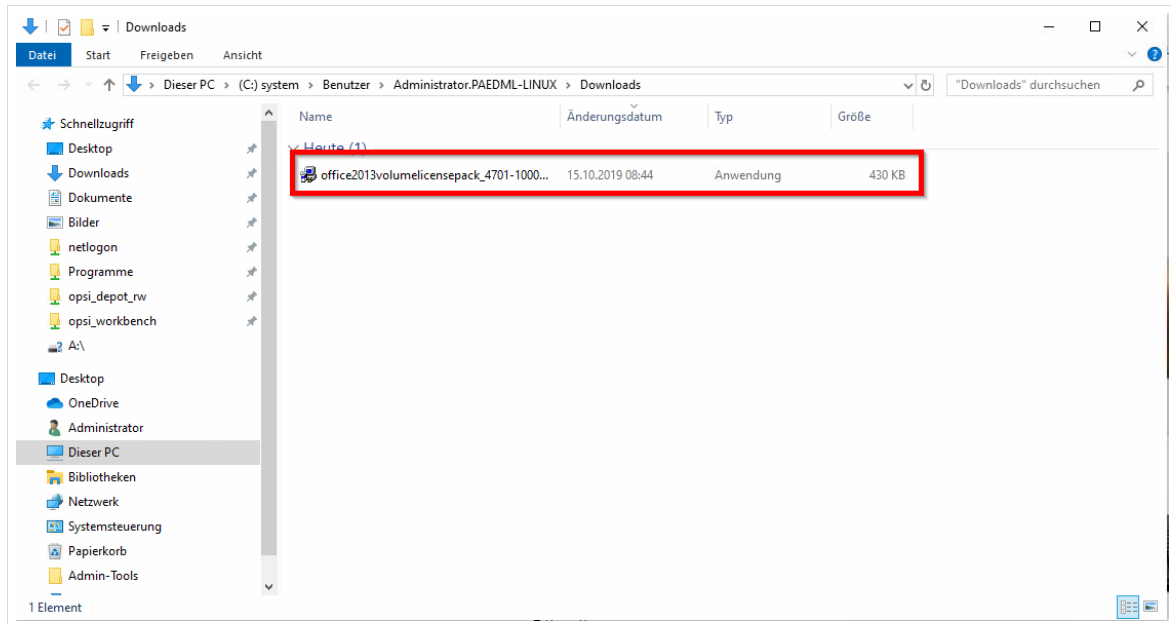 Downloads
Datei Start Freigeben Ansicht
Dieser PC > (C:) system > Benutzer > Administrator.PAEDML-LINUX > Downloads
"Downloads" durchsuchen
Name Änderungsdatum Typ Größe
Heute (1)
office2013volumelicensepack_4701-1000... 15.10.2019 08:44 Anwendung 430 KB
Schnellzugriff
Desktop
Downloads
Dokumente
Bilder
netlogon
Programme
opsi_depot_rw
opsi_workbench
A:\
Desktop
OneDrive
Administrator
Dieser PC
Bibliotheken
Netzwerk
Systemsteuerung
Papierkorb
Admin-Tools
1 Element